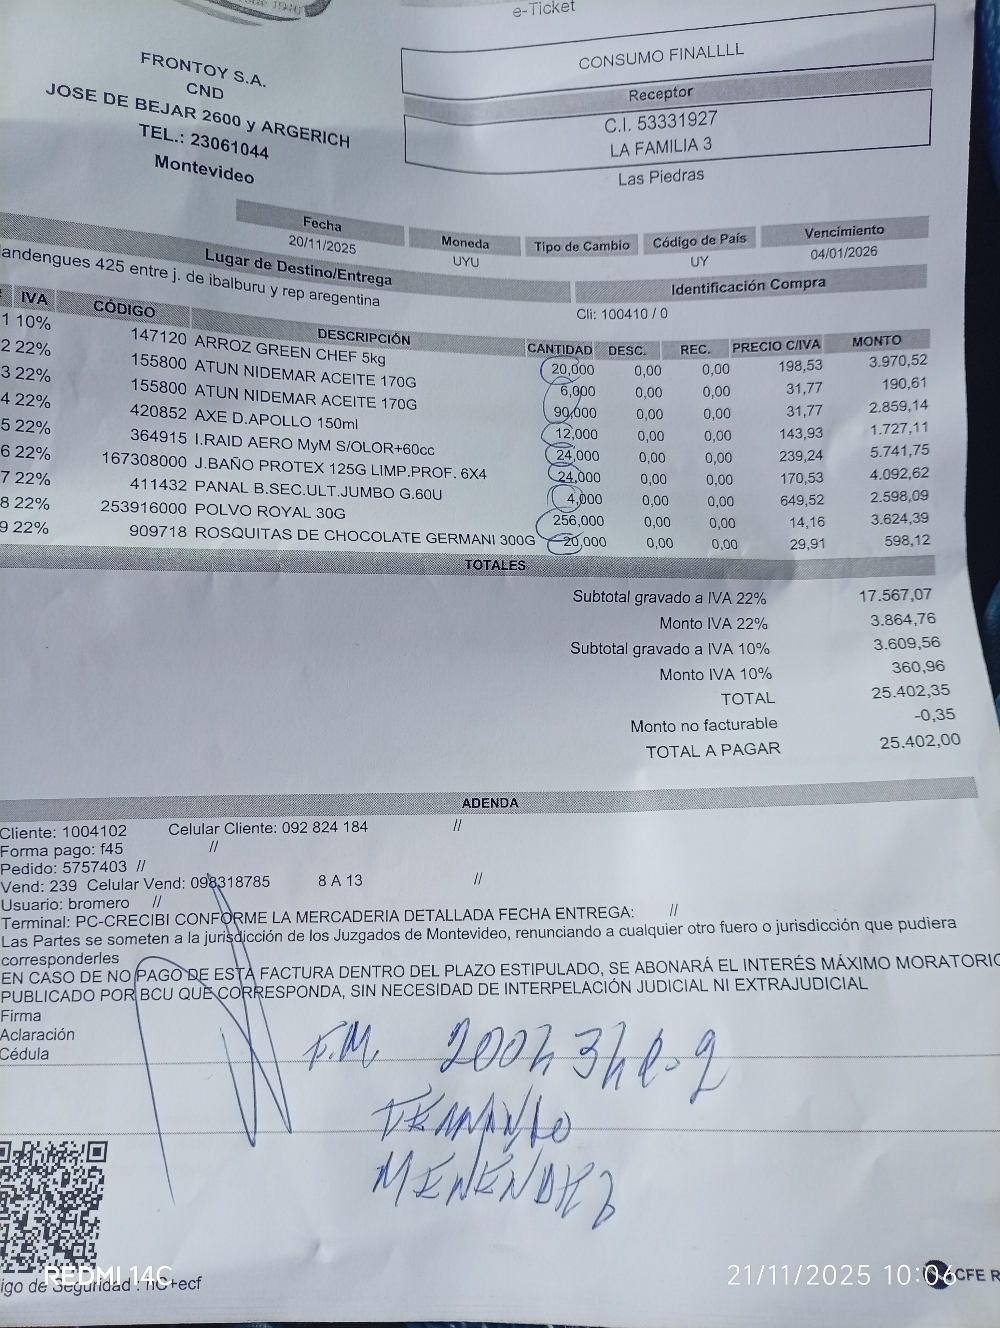 e-Ticket
CONSUMO FINALLLL
FRONTOY S.A.
CND
JOSE DE BEJAR 2600 y ARGERICH
TEL.: 23061044
Montevideo
Receptor
C.I. 53331927
LA FAMILIA 3
Las Piedras
Fecha Moneda Tipo de Cambio Código de País Vencimiento
20/11/2025 UYU UY 04/01/2026
Lugar de Destino/Entrega Identificación Compra
andengues 425 entre j. de ibalburu y rep aregentina
Cli: 100410 / 0
IVA CÓDIGO DESCRIPCIÓN CANTIDAD DESC. REC. PRECIO C/IVA MONTO
1 10% 147120 ARROZ GREEN CHEF 5kg 20,000 0,00 0,00 198,53 3.970,52
2 22% 155800 ATUN NIDEMAR ACEITE 170G 6,000 0,00 0,00 31,77 190,61
3 22% 155800 ATUN NIDEMAR ACEITE 170G 90,000 0,00 0,00 31,77 2.859,14
4 22% 420852 AXE D.APOLLO 150ml 12,000 0,00 0,00 143,93 1.727,11
5 22% 364915 I.RAID AERO MyM S/OLOR+60cc 24,000 0,00 0,00 239,24 5.741,75
6 22% 167308000 J.BAÑO PROTEX 125G LIMP.PROF. 6X4 24,000 0,00 0,00 170,53 4.092,62
7 22% 411432 PANAL B.SEC.ULT.JUMBO G.60U 4,000 0,00 0,00 649,52 2.598,09
8 22% 253916000 POLVO ROYAL 30G 256,000 0,00 0,00 14,16 3.624,39
9 22% 909718 ROSQUITAS DE CHOCOLATE GERMANI 300G 20,000 0,00 0,00 29,91 598,12
TOTALES
Subtotal gravado a IVA 22% 17.567,07
Monto IVA 22% 3.864,76
Subtotal gravado a IVA 10% 3.609,56
Monto IVA 10% 360,96
TOTAL 25.402,35
Monto no facturable -0,35
TOTAL A PAGAR 25.402,00
ADENDA
Cliente: 1004102 Celular Cliente: 092 824 184 //
Forma pago: f45 //
Pedido: 5757403 //
Vend: 239 Celular Vend: 098318785 8 A 13 //
Usuario: bromero //
Terminal: PC-CRECIBI CONFORME LA MERCADERIA DETALLADA FECHA ENTREGA: //
Las Partes se someten a la jurisdicción de los Juzgados de Montevideo, renunciando a cualquier otro fuero o jurisdicción que pudiera
corresponderles
EN CASO DE NO PAGO DE ESTA FACTURA DENTRO DEL PLAZO ESTIPULADO, SE ABONARÁ EL INTERÉS MÁXIMO MORATORIO
PUBLICADO POR BCU QUE CORRESPONDA, SIN NECESIDAD DE INTERPELACIÓN JUDICIAL NI EXTRAJUDICIAL
Firma
Aclaración
Cédula
F.M.
MENENDEZ
REDMI 14C
21/11/2025 10:06
igo de Seguridad : +ecf
CFE R